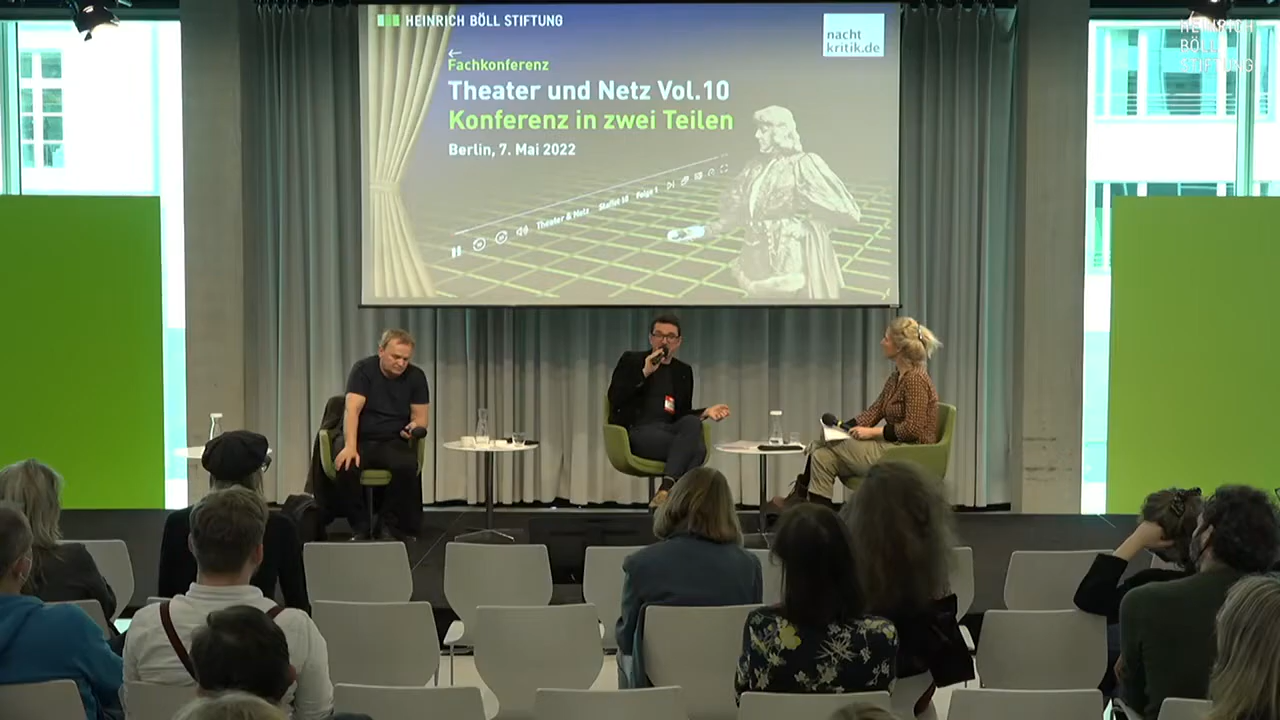 HEINRICH BÖLL STIFTUNG
nacht
kritik.de
HEINRICH
BÖLL
STIFTUNG
←
Fachkonferenz
Theater und Netz Vol.10
Konferenz in zwei Teilen
Berlin, 7. Mai 2022
Theater & Netz Staffel 10 Folge 1